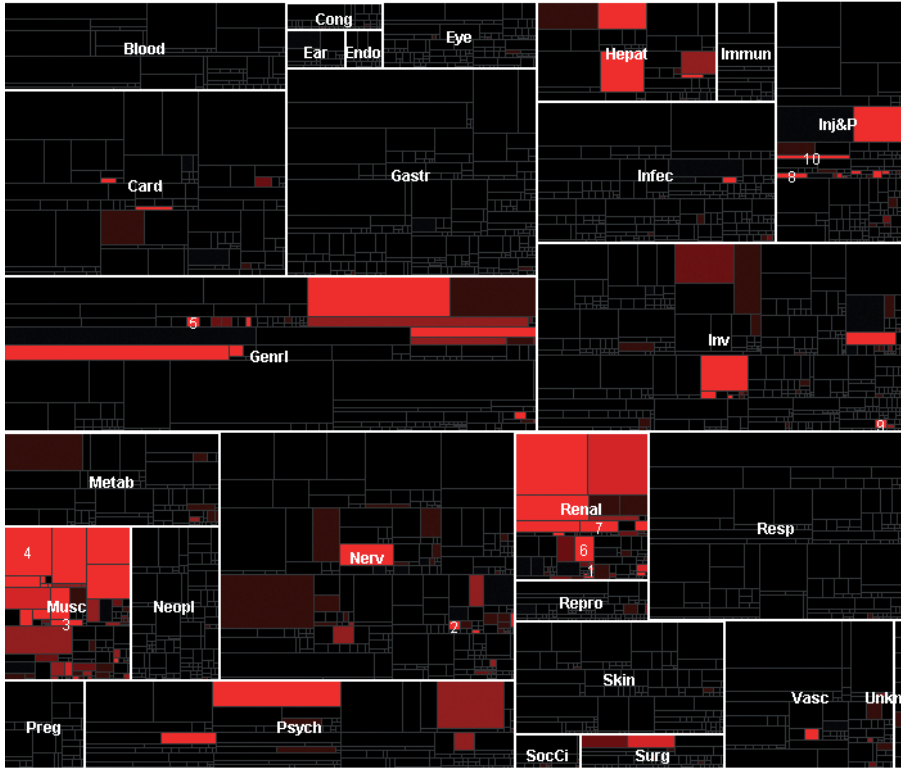 Cong
Blood
Ear
Endo
Eye
Hepat
Immun
Inj&P
10
8
Card
Gastr
Infec
5
Genrl
Inv
9
Metab
Nerv
2
Renal
7
6
1
Resp
4
Musc
3
Neopl
Repro
Skin
Vasc
Unkn
Preg
Psych
SocCi
Surg